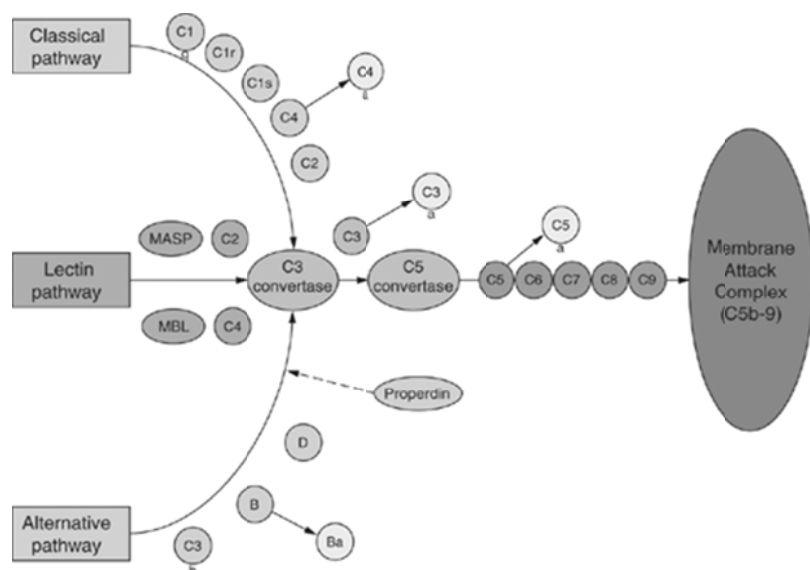 Classical
pathway
C1
q
C1r
C1s
C4
C4
C2
C3
C3
a
MASP
C2
Lectin
pathway
C3
convertase
C5
convertase
C5
a
C5
C6
C7
C8
C9
Membrane
Attack
Complex
(C5b-9)
MBL
C4
Properdin
D
B
Ba
Alternative
pathway
C3